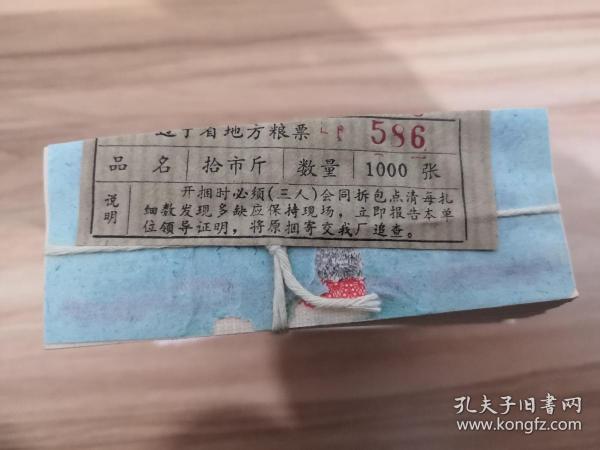 辽宁省地方粮票 586
品名 拾市斤 数量 1000 张
说明 开捆时必须(三人)会同拆包点清每扎
细数发现多缺应保持现场,立即报告本单
位领导证明,将原捆寄交我厂追查。
孔夫子旧书网
www.kongfz.com